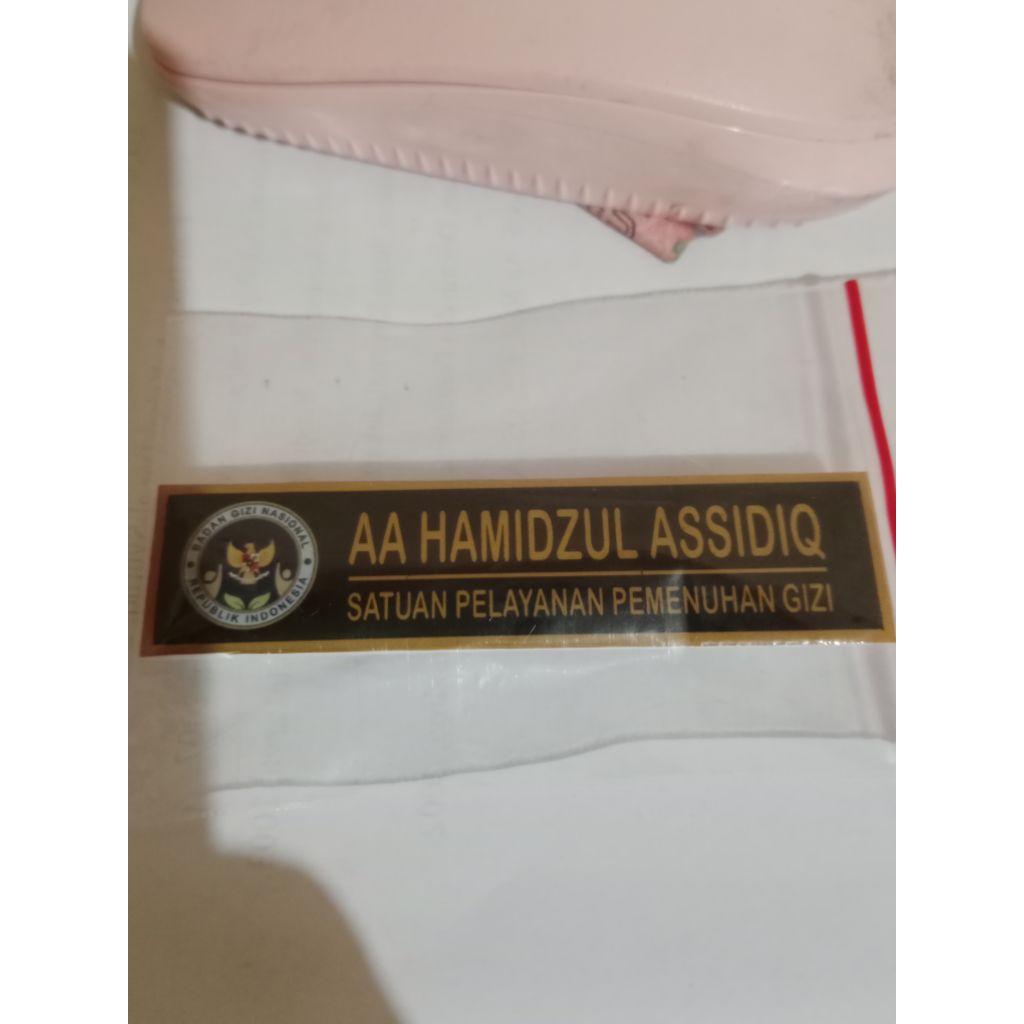 BADAN GIZI NASIONAL
REPUBLIK INDONESIA
AA HAMIDZUL ASSIDIQ
SATUAN PELAYANAN PEMENUHAN GIZI